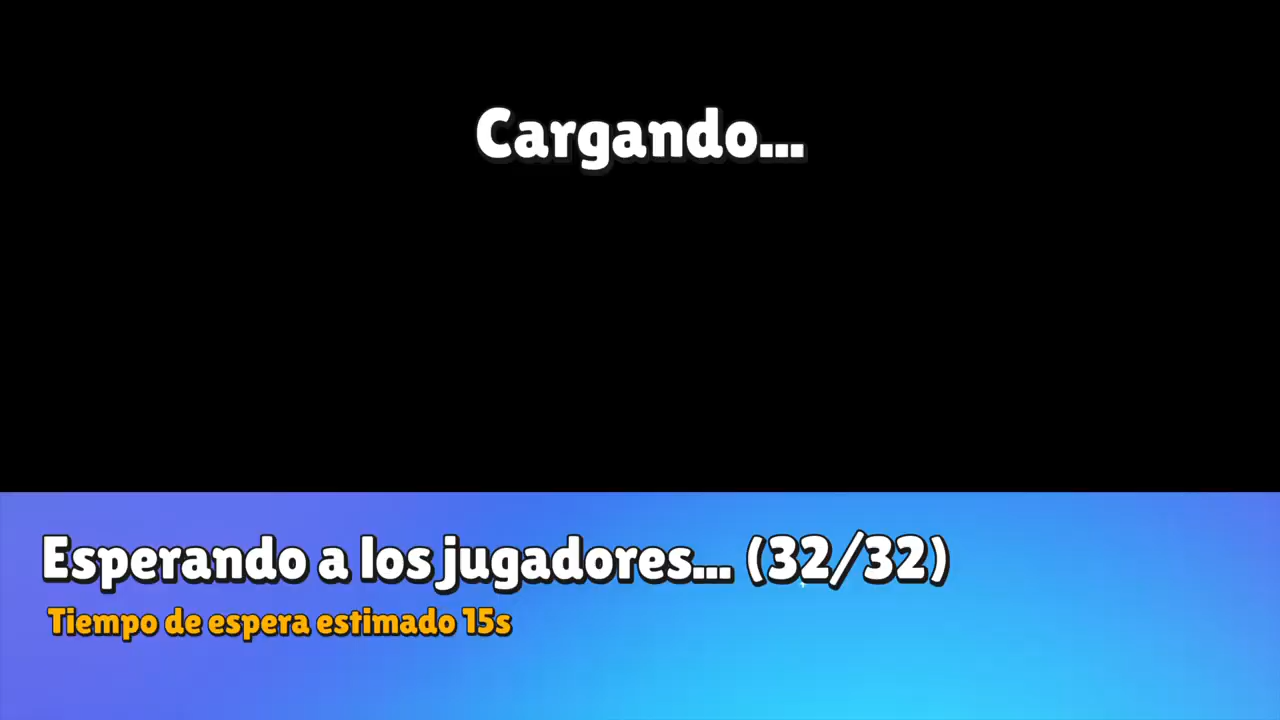 Cargando...
Esperando a los jugadores... (32/32)
Tiempo de espera estimado 15s